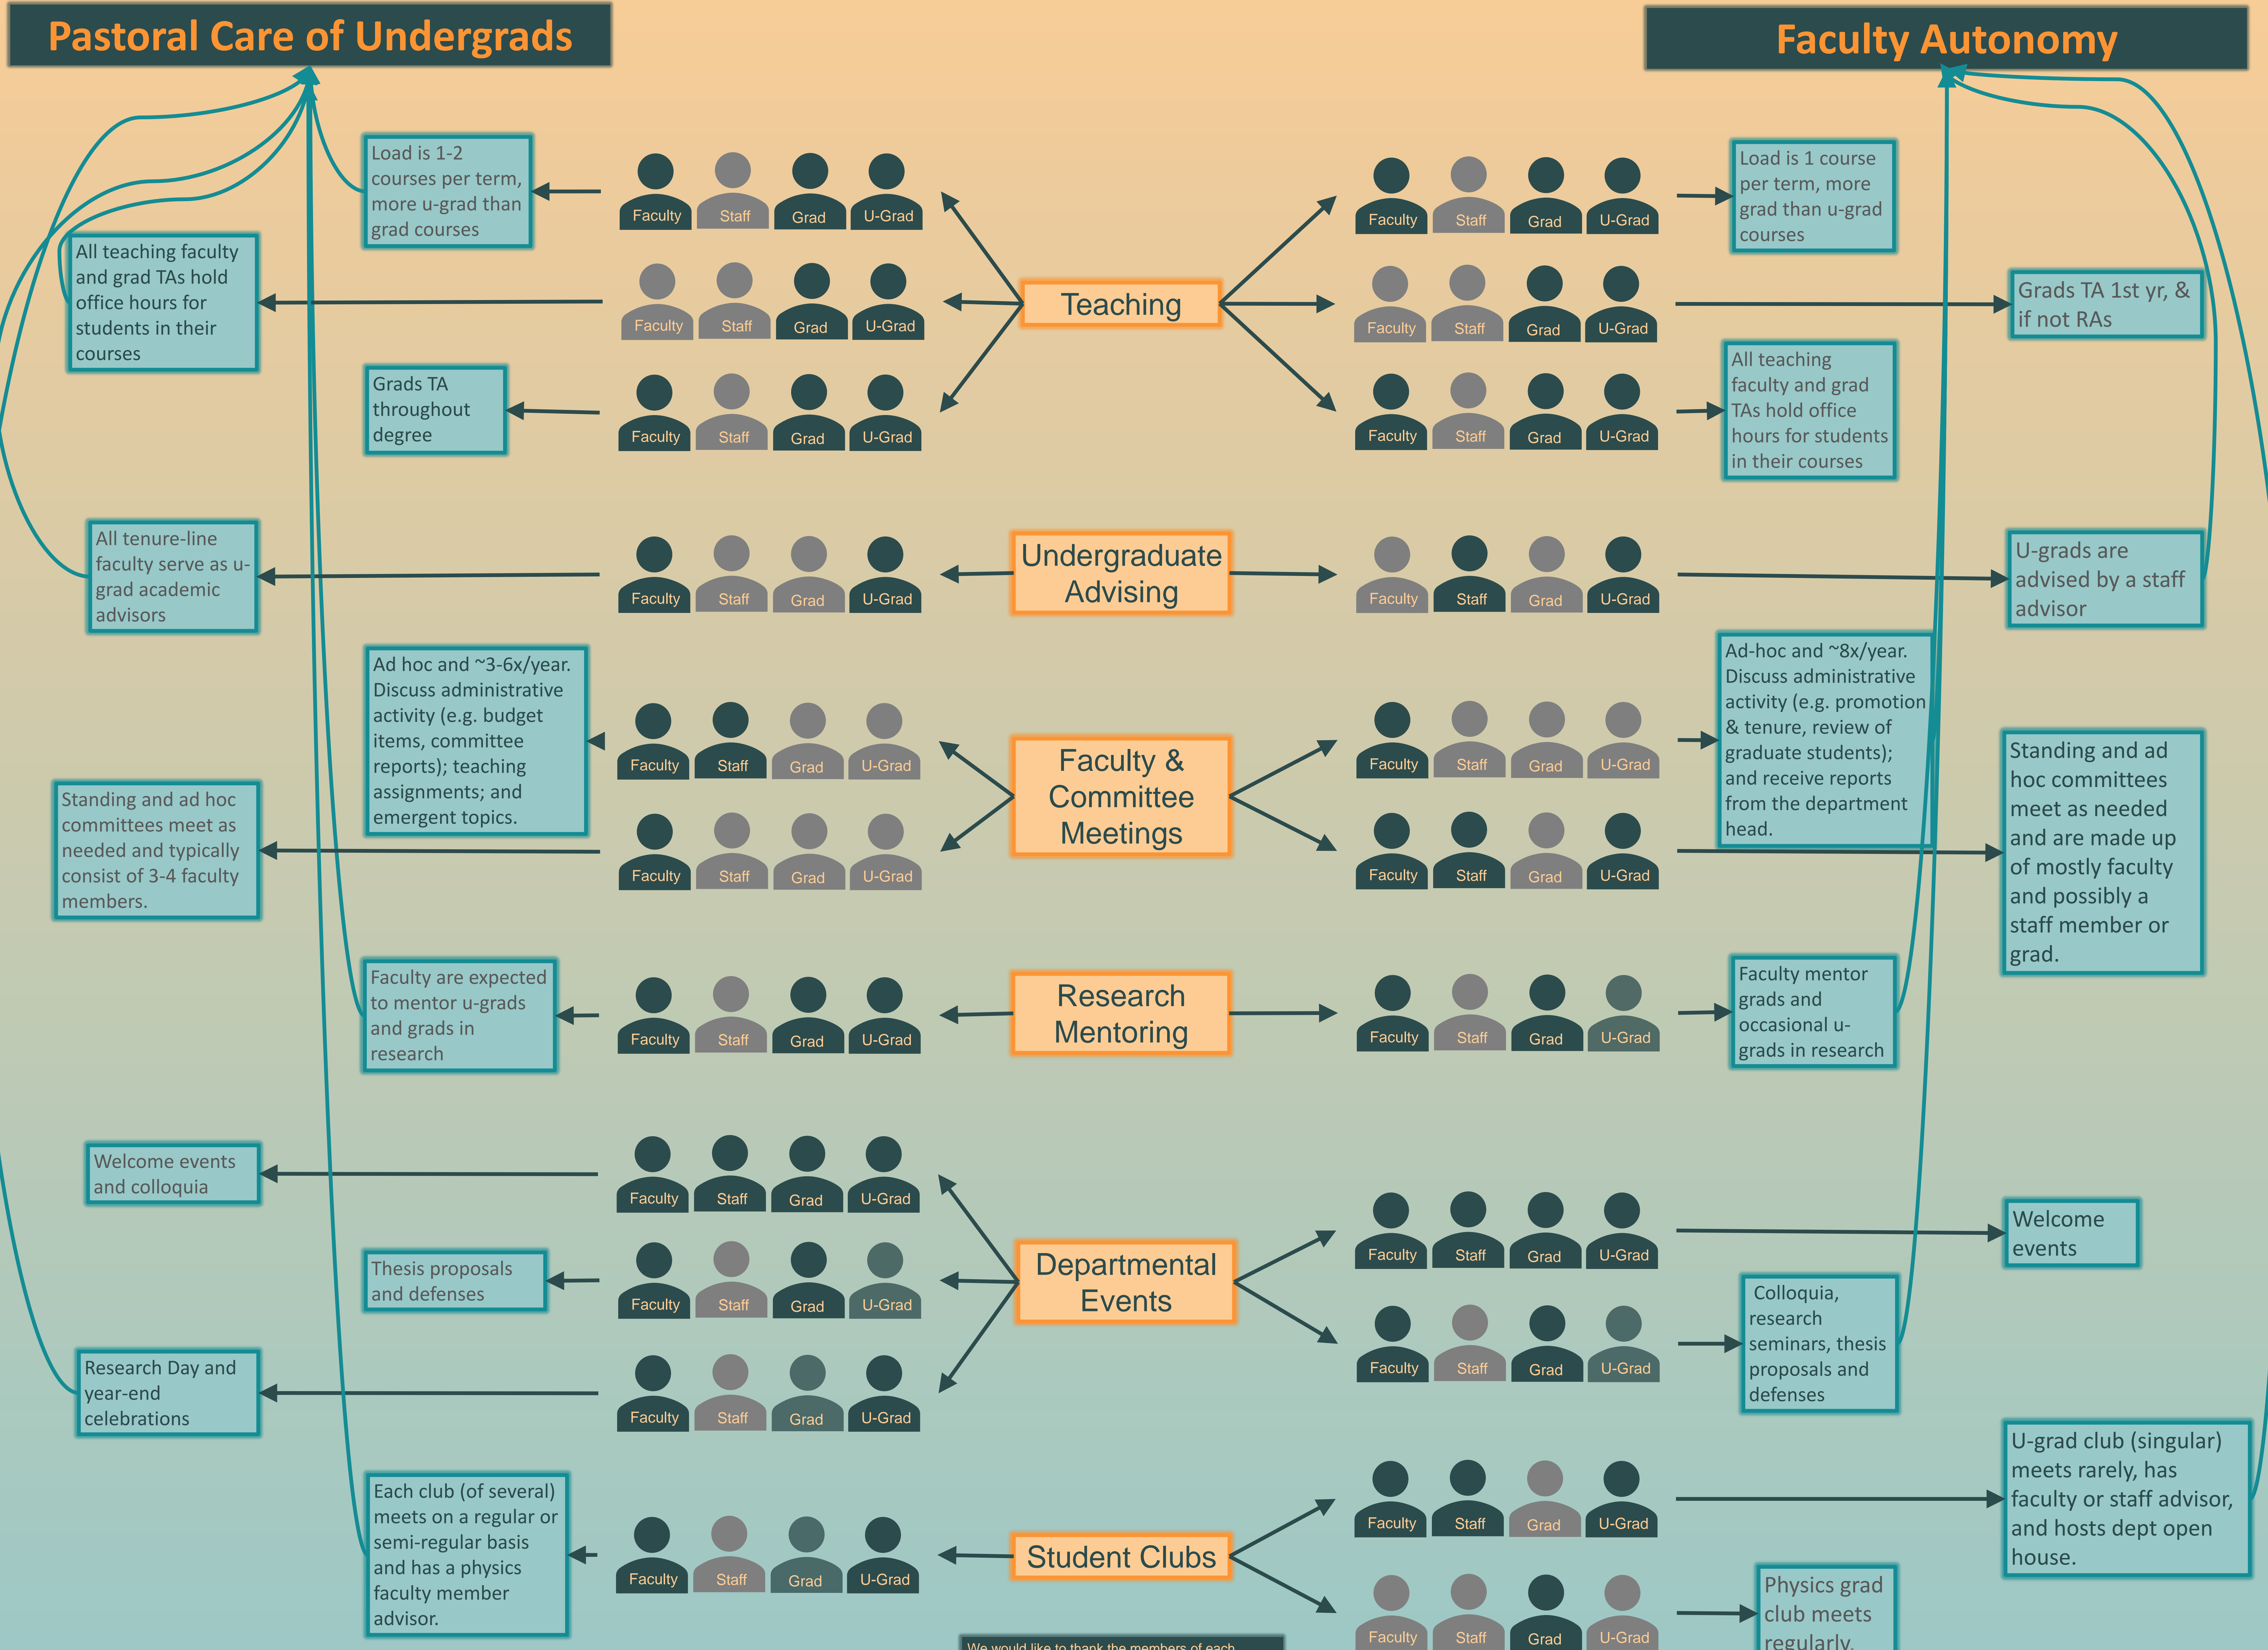 Pastoral Care of Undergrads
Faculty Autonomy
Load is 1-2
courses per term,
more u-grad than
grad courses
Faculty Staff Grad U-Grad
Faculty Staff Grad U-Grad
Load is 1 course
per term, more
grad than u-grad
courses
All teaching faculty
and grad TAs hold
office hours for
students in their
courses
Faculty Staff Grad U-Grad
Teaching
Faculty Staff Grad U-Grad
Grads TA 1st yr, &
if not RAs
Grads TA
throughout
degree
Faculty Staff Grad U-Grad
Faculty Staff Grad U-Grad
All teaching
faculty and grad
TAs hold office
hours for students
in their courses
All tenure-line
faculty serve as u-
grad academic
advisors
Faculty Staff Grad U-Grad
Undergraduate
Advising
Faculty Staff Grad U-Grad
U-grads are
advised by a staff
advisor
Ad hoc and ~3-6x/year.
Discuss administrative
activity (e.g. budget
items, committee
reports); teaching
assignments; and
emergent topics.
Faculty Staff Grad U-Grad
Faculty &
Committee
Meetings
Faculty Staff Grad U-Grad
Ad-hoc and ~8x/year.
Discuss administrative
activity (e.g. promotion
& tenure, review of
graduate students);
and receive reports
from the department
head.
Standing and ad hoc
committees meet as
needed and typically
consist of 3-4 faculty
members.
Faculty Staff Grad U-Grad
Faculty Staff Grad U-Grad
Standing and ad
hoc committees
meet as needed
and are made up
of mostly faculty
and possibly a
staff member or
grad.
Faculty are expected
to mentor u-grads
and grads in
research
Faculty Staff Grad U-Grad
Research
Mentoring
Faculty Staff Grad U-Grad
Faculty mentor
grads and
occasional u-
grads in research
Welcome events
and colloquia
Faculty Staff Grad U-Grad
Faculty Staff Grad U-Grad
Welcome
events
Thesis proposals
and defenses
Faculty Staff Grad U-Grad
Departmental
Events
Faculty Staff Grad U-Grad
Colloquia,
research
seminars, thesis
proposals and
defenses
Research Day and
year-end
celebrations
Faculty Staff Grad U-Grad
Faculty Staff Grad U-Grad
U-grad club (singular)
meets rarely, has
faculty or staff advisor,
and hosts dept open
house.
Each club (of several)
meets on a regular or
semi-regular basis
and has a physics
faculty member
advisor.
Faculty Staff Grad U-Grad
Student Clubs
Faculty Staff Grad U-Grad
Physics grad
club meets
regularly.
We would like to thank the members of each